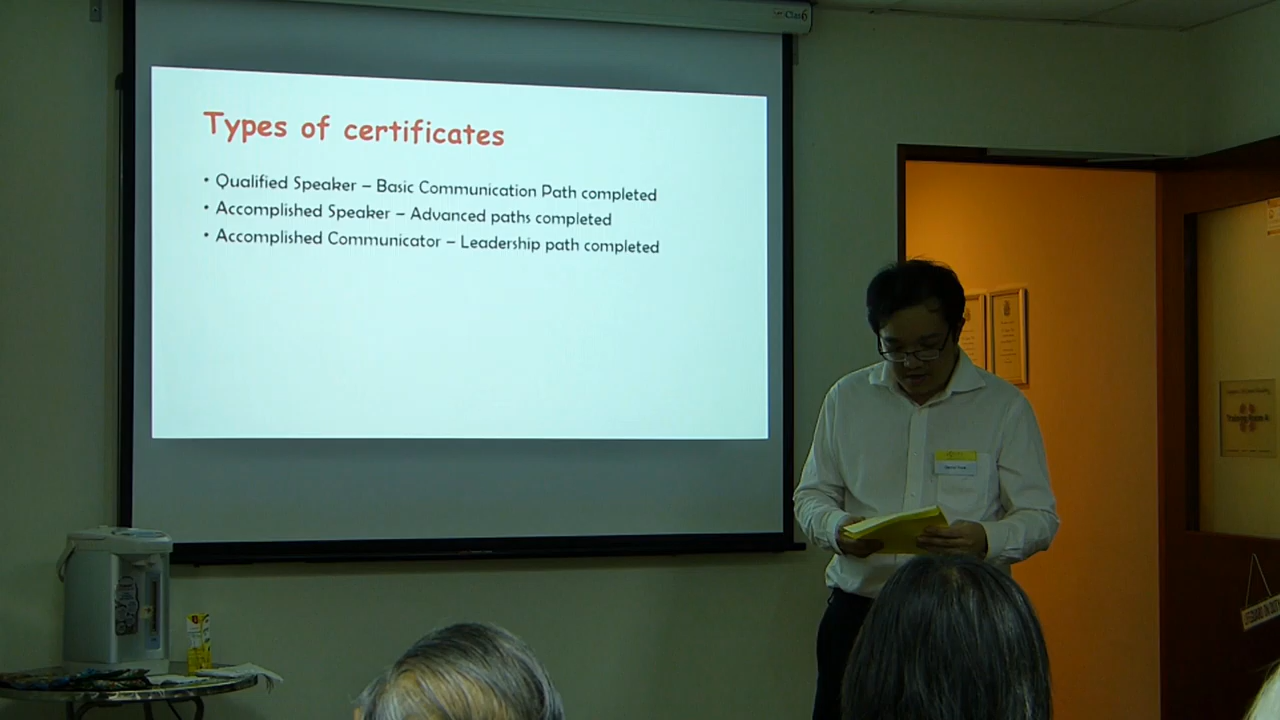 Types of certificates
• Qualified Speaker – Basic Communication Path completed
• Accomplished Speaker – Advanced paths completed
• Accomplished Communicator – Leadership path completed